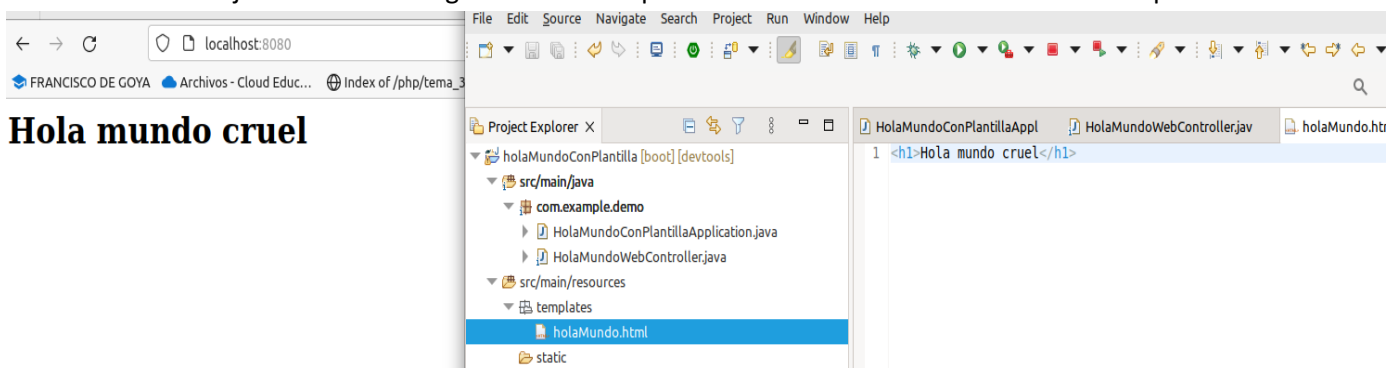 localhost:8080
FRANCISCO DE GOYA Archivos - Cloud Educ... Index of /php/tema_3
Hola mundo cruel
File Edit Source Navigate Search Project Run Window Help
Project Explorer
holaMundoConPlantilla [boot] [devtools]
src/main/java
com.example.demo
HolaMundoConPlantillaApplication.java
HolaMundoWebController.java
src/main/resources
templates
holaMundo.html
static
HolaMundoConPlantillaAppl HolaMundoWebController.jav holaMundo.htm
1 <h1>Hola mundo cruel</h1>